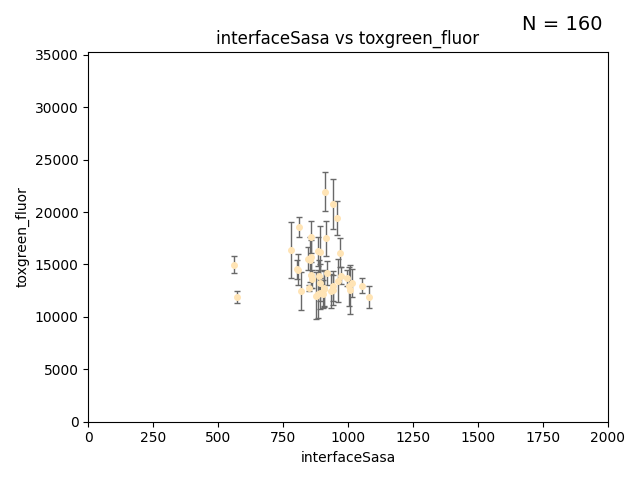 N = 160
interfaceSasa vs toxgreen_fluor
35000
30000
25000
20000
15000
10000
5000
0
toxgreen_fluor
0 250 500 750 1000 1250 1500 1750 2000
interfaceSasa